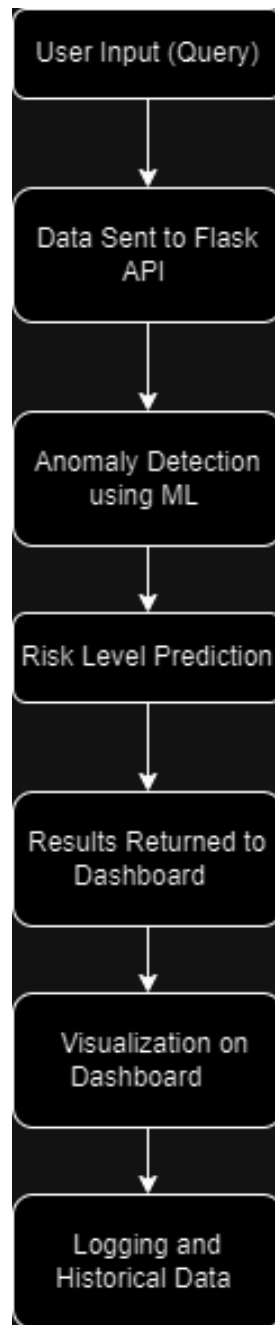 User Input (Query)
Data Sent to Flask
API
Anomaly Detection
using ML
Risk Level Prediction
Results Returned to
Dashboard
Visualization on
Dashboard
Logging and
Historical Data